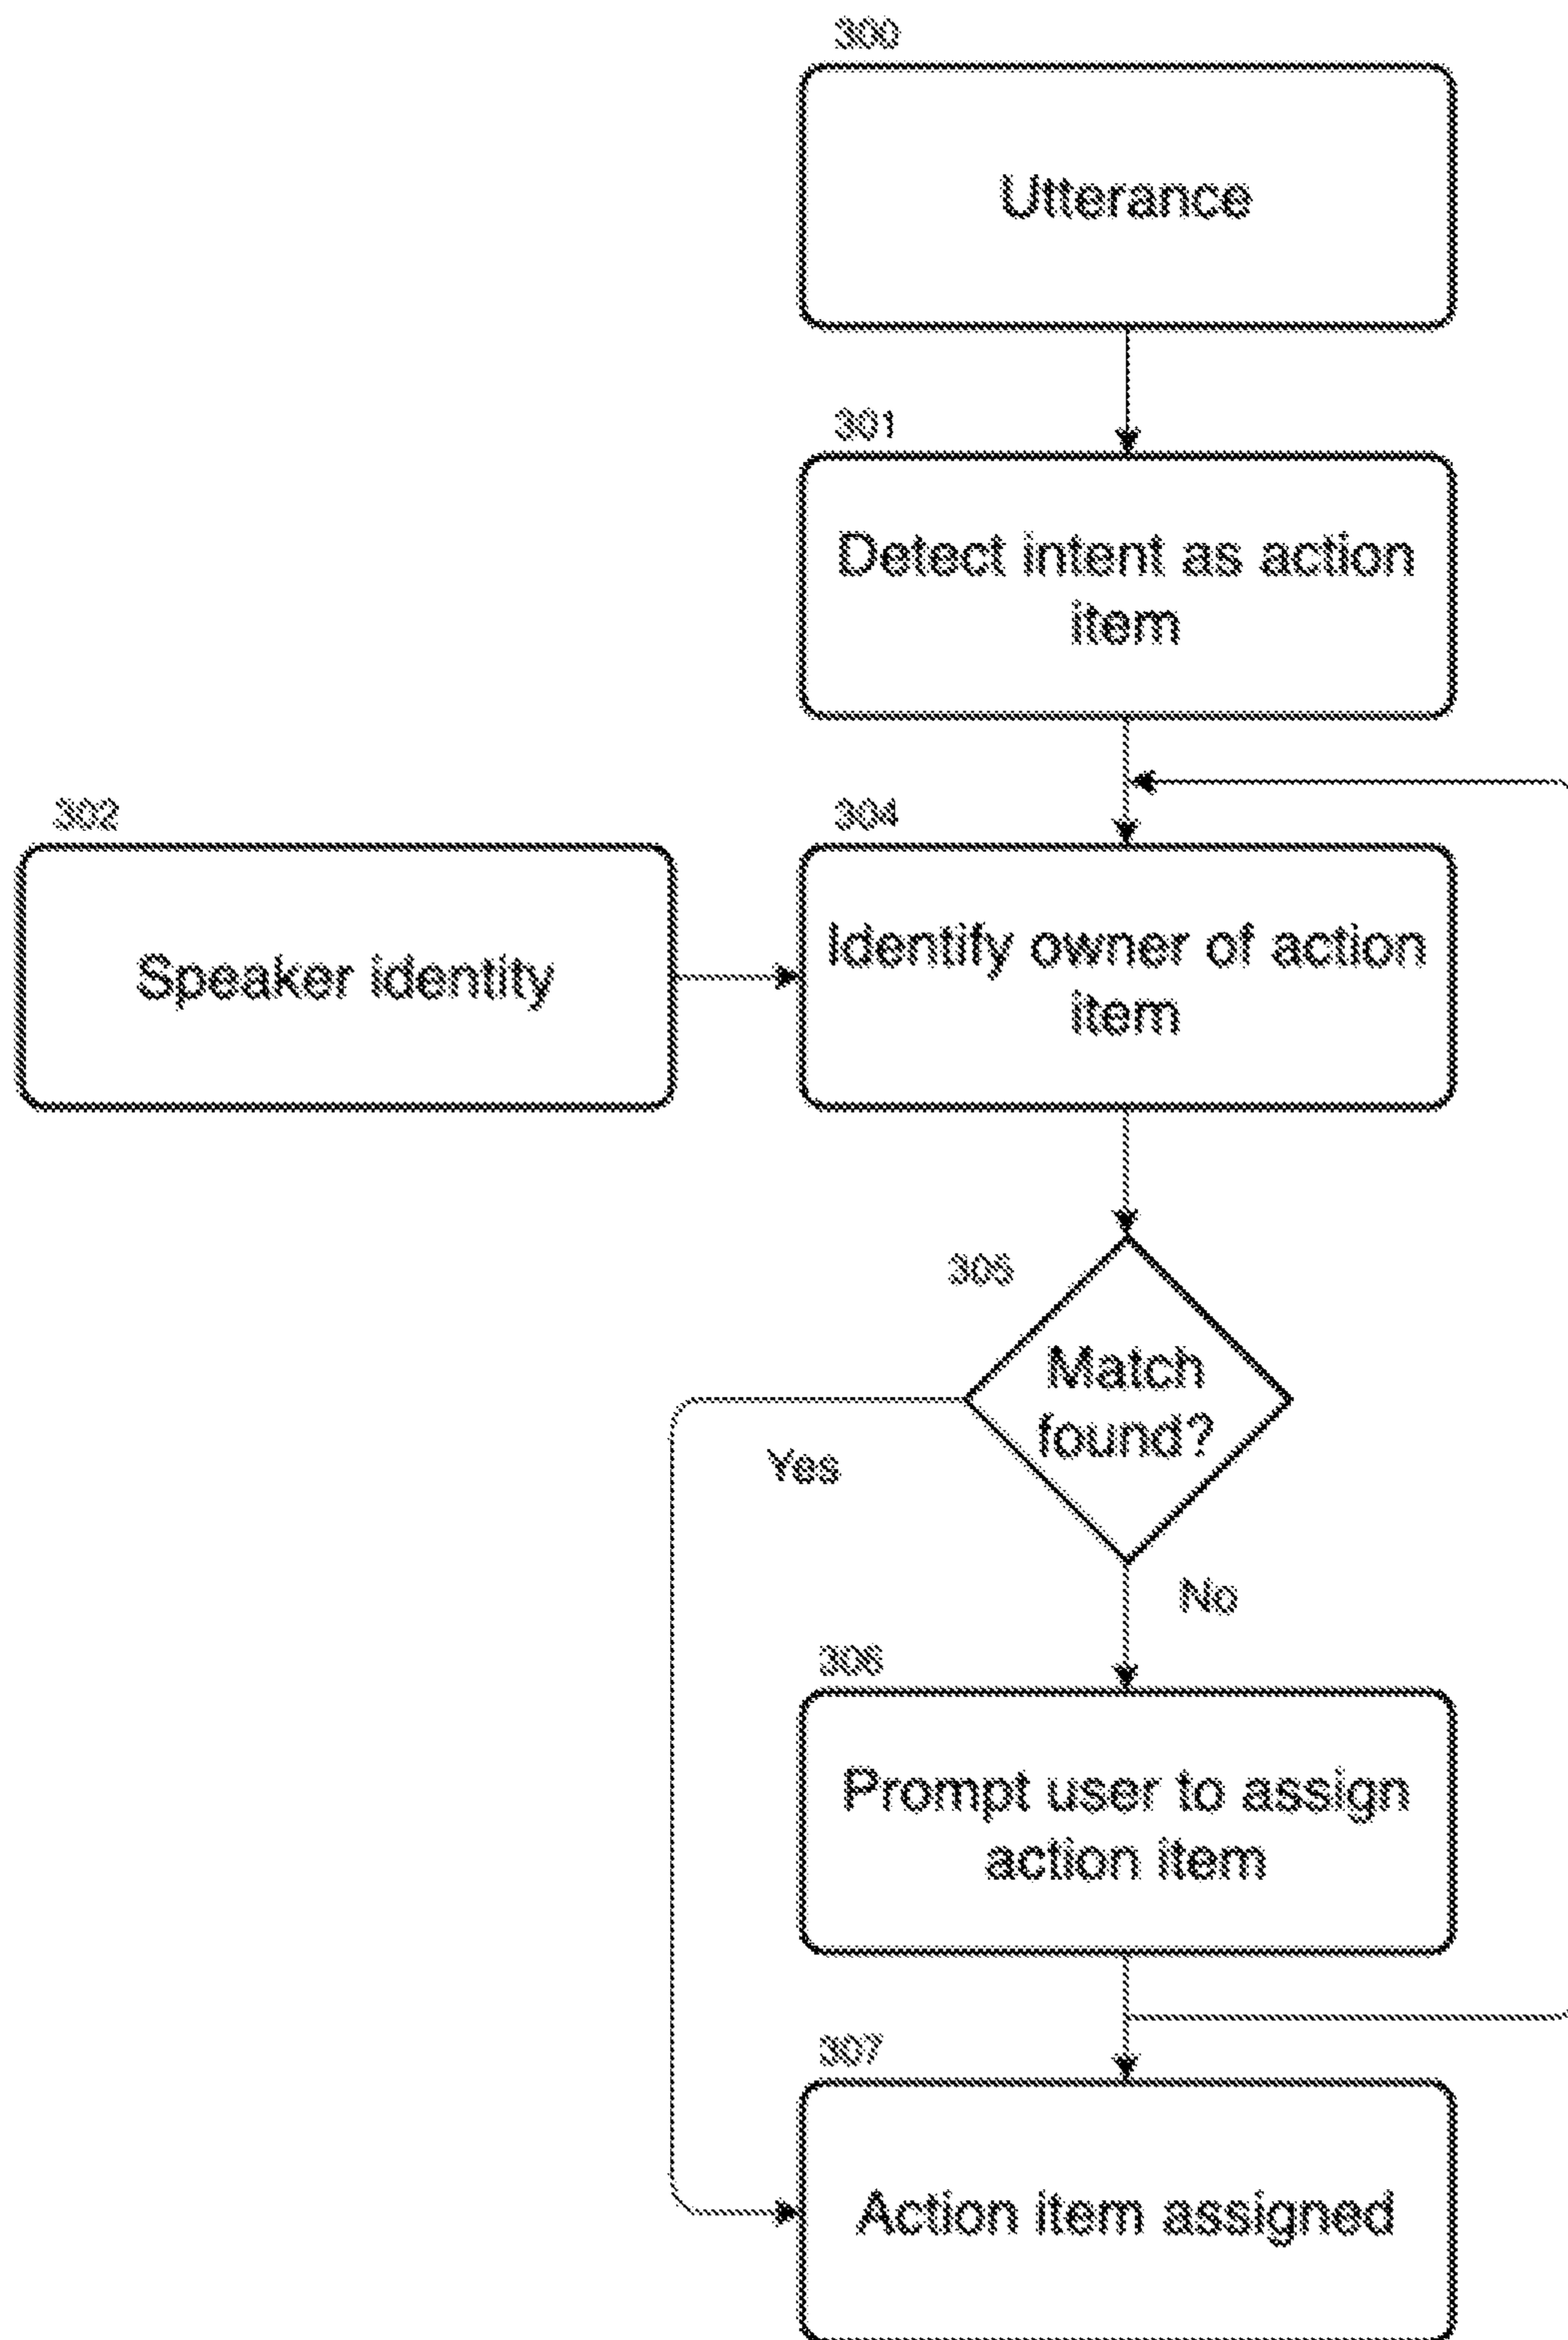 300
Utterance
301
Detect intent as action
item
302
Speaker identity
304
Identify owner of action
item
305
Match
found?
Yes
No
306
Prompt user to assign
action item
307
Action item assigned